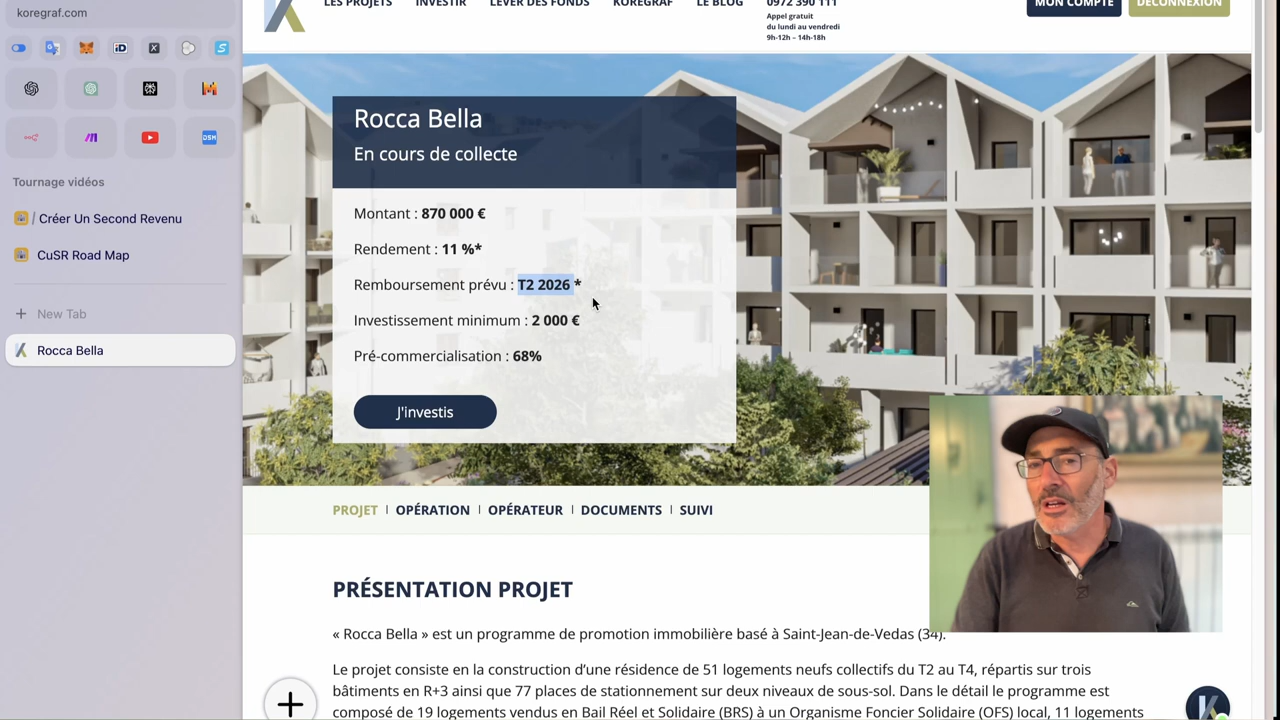 koregraf.com
LES PROJETS
INVESTIR
LEVER DES FONDS
KOREGRAF
LE BLOG
0972 390 111
Appel gratuit
du lundi au vendredi
9h-12h – 14h-18h
MON COMPTE
DÉCONNEXION
iD
DSM
Tournage vidéos
/ Créer Un Second Revenu
CuSR Road Map
+ New Tab
Rocca Bella
Rocca Bella
En cours de collecte
Montant : 870 000 €
Rendement : 11 %*
Remboursement prévu : T2 2026 *
Investissement minimum : 2 000 €
Pré-commercialisation : 68%
J'investis
PROJET | OPÉRATION | OPÉRATEUR | DOCUMENTS | SUIVI
PRÉSENTATION PROJET
« Rocca Bella » est un programme de promotion immobilière basé à Saint-Jean-de-Vedas (34).
Le projet consiste en la construction d'une résidence de 51 logements neufs collectifs du T2 au T4, répartis sur trois
bâtiments en R+3 ainsi que 77 places de stationnement sur deux niveaux de sous-sol. Dans le détail le programme est
composé de 19 logements vendus en Bail Réel et Solidaire (BRS) à un Organisme Foncier Solidaire (OFS) local, 11 logements